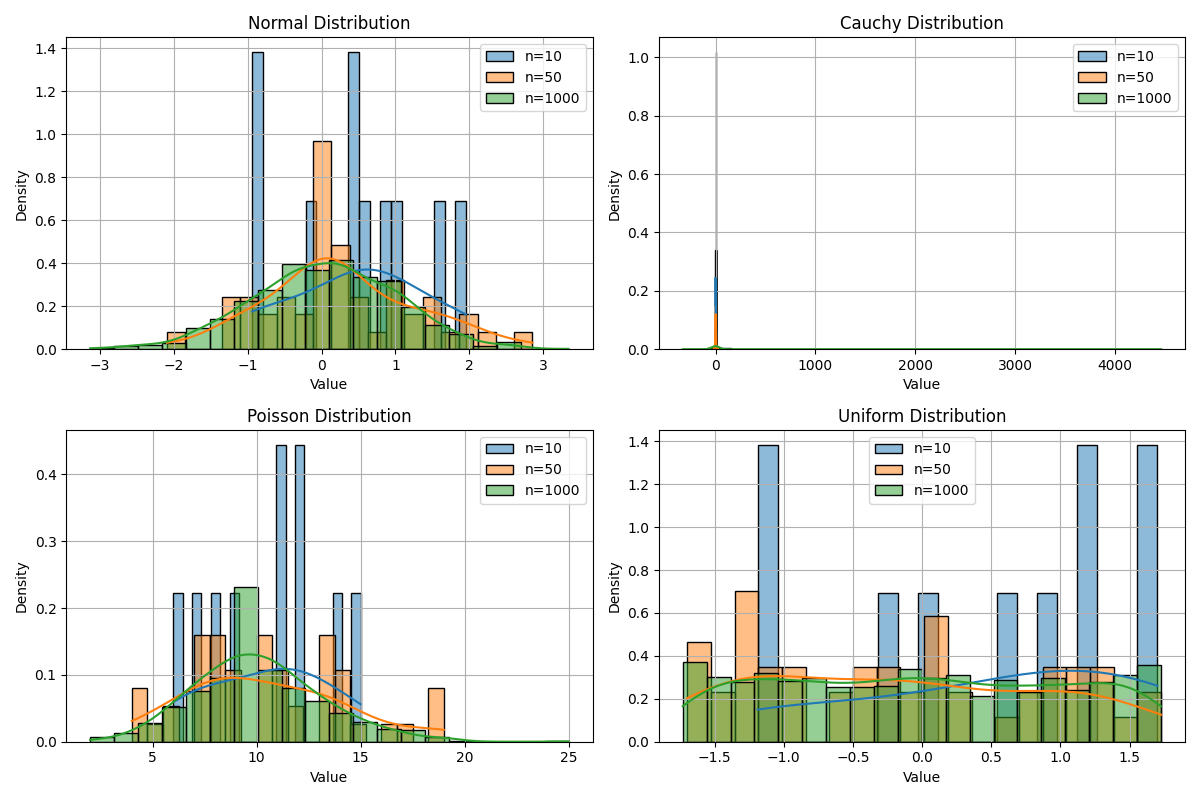 Normal Distribution
Density
1.4
1.2
1.0
0.8
0.6
0.4
0.2
0.0
n=10
n=50
n=1000
−3 −2 −1 0 1 2 3
Value
Cauchy Distribution
Density
1.0
0.8
0.6
0.4
0.2
0.0
n=10
n=50
n=1000
0 1000 2000 3000 4000
Value
Poisson Distribution
Density
0.4
0.3
0.2
0.1
0.0
n=10
n=50
n=1000
5 10 15 20 25
Value
Uniform Distribution
Density
1.4
1.2
1.0
0.8
0.6
0.4
0.2
0.0
n=10
n=50
n=1000
−1.5 −1.0 −0.5 0.0 0.5 1.0 1.5
Value